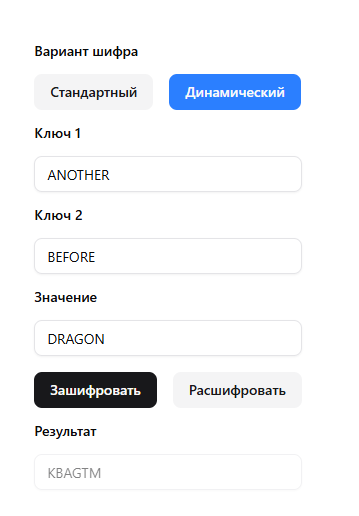 Вариант шифра
Стандартный Динамический
Ключ 1
ANOTHER
Ключ 2
BEFORE
Значение
DRAGON
Зашифровать Расшифровать
Результат
KBAGTM